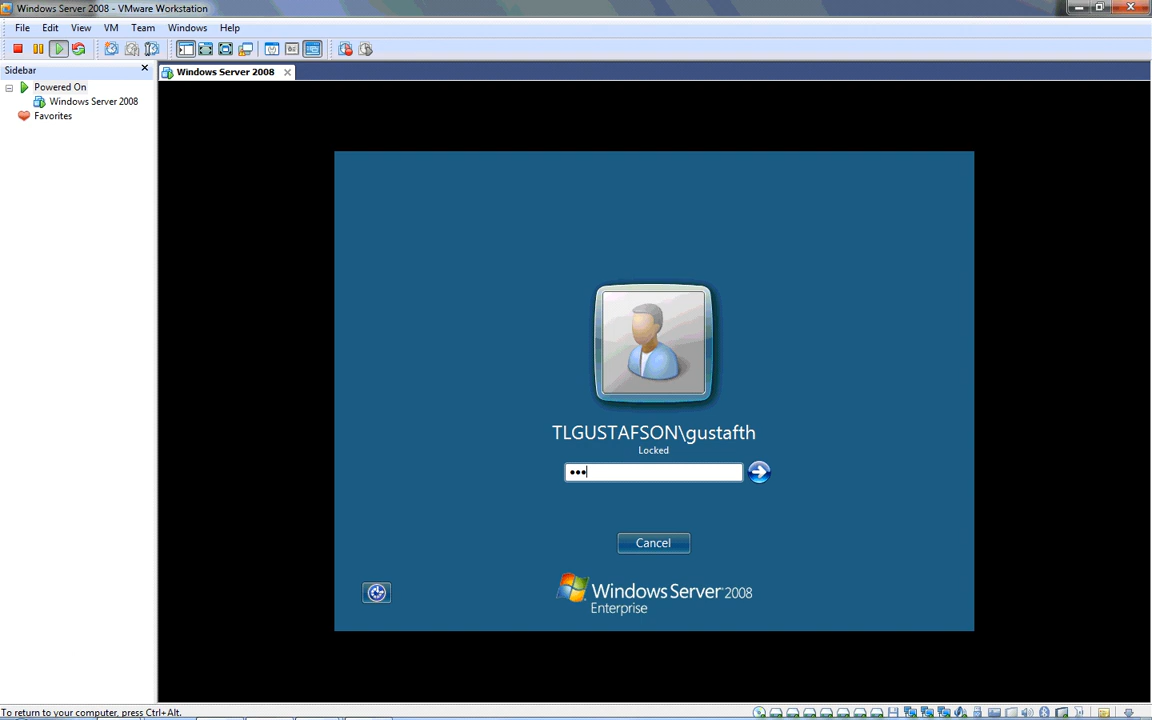 Windows Server 2008 - VMware Workstation
File Edit View VM Team Windows Help
Sidebar
Windows Server 2008
Powered On
Windows Server 2008
Favorites
TLGUSTAFSON\gustafth
Locked
Cancel
Windows Server 2008
Enterprise
To return to your computer, press Ctrl+Alt.